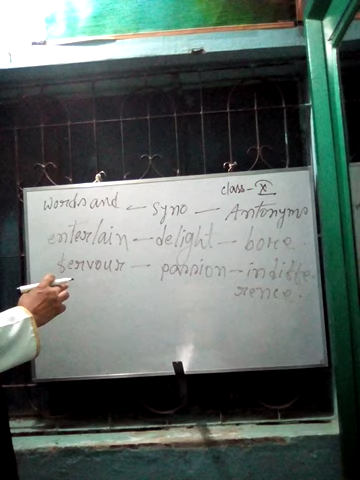 class - X
Words and - Syno - Antonyms
entertain - delight - bore.
fervour - passion - indiffe-
rence.